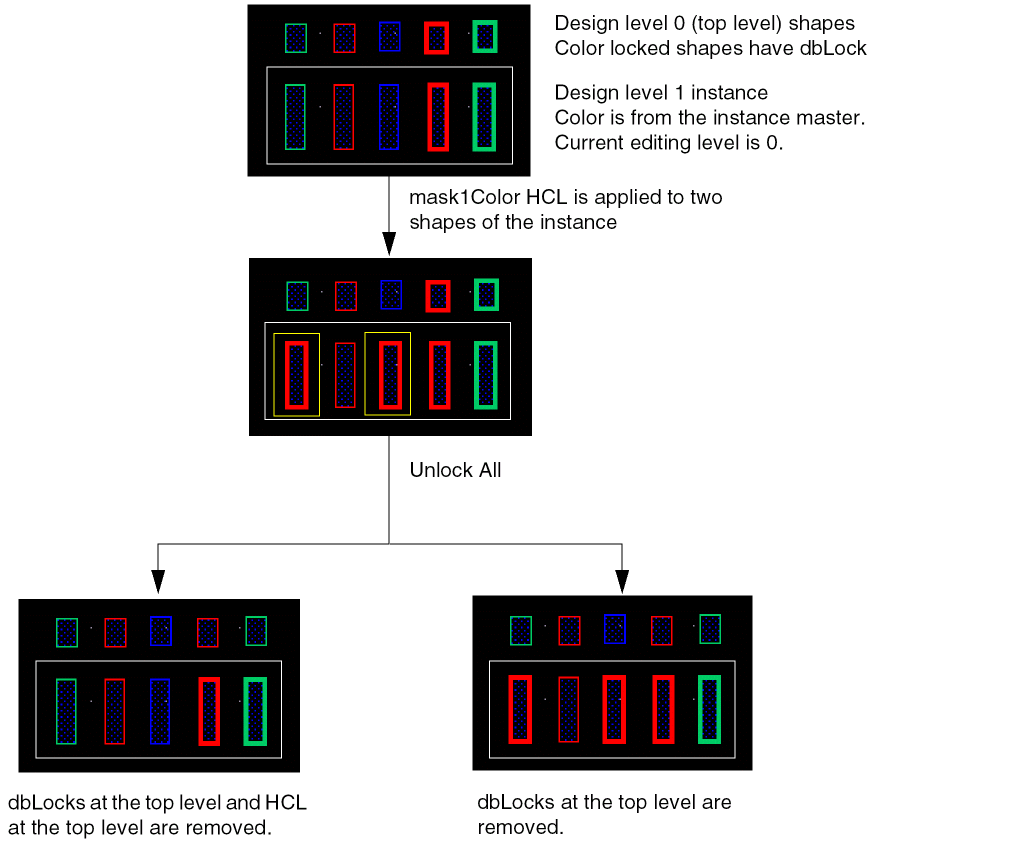 Design level 0 (top level) shapes
Color locked shapes have dbLock
Design level 1 instance
Color is from the instance master.
Current editing level is 0.
mask1Color HCL is applied to two
shapes of the instance
Unlock All
dbLocks at the top level and HCL
at the top level are removed.
dbLocks at the top level are
removed.